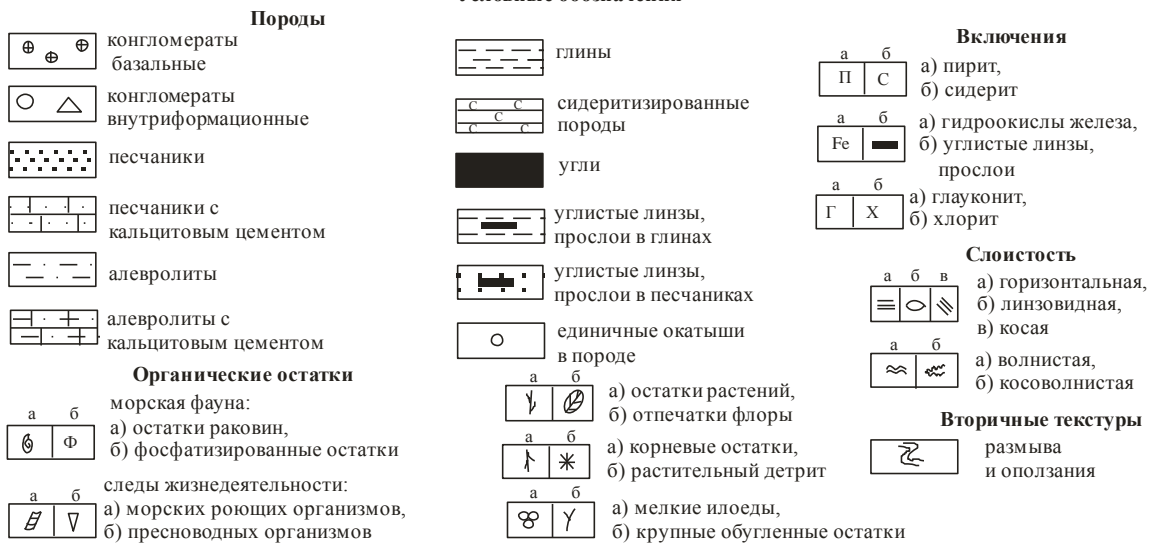 Породы
конгломераты
базальные
конгломераты
внутриформационные
песчаники
песчаники с
кальцитовым цементом
алевролиты
алевролиты с
кальцитовым цементом
Органические остатки
морская фауна:
а б
а) остатки раковин,
Ф
б) фосфатизированные остатки
следы жизнедеятельности:
а б
а) морских роющих организмов,
б) пресноводных организмов
глины
С С
С
С С
сидеритизированные
породы
угли
углистые линзы,
прослои в глинах
углистые линзы,
прослои в песчаниках
единичные окатыши
в породе
а б
а) остатки растений,
б) отпечатки флоры
а б
а) корневые остатки,
б) растительный детрит
а б
а) мелкие илоеды,
б) крупные обугленные остатки
Включения
а б
П С
а) пирит,
б) сидерит
а б
Fe
а) гидроокислы железа,
б) углистые линзы,
прослои
а б
Г Х
а) глауконит,
б) хлорит
Слоистость
а б в
а) горизонтальная,
б) линзовидная,
в) косая
а б
а) волнистая,
б) косоволнистая
Вторичные текстуры
размыва
и оползания